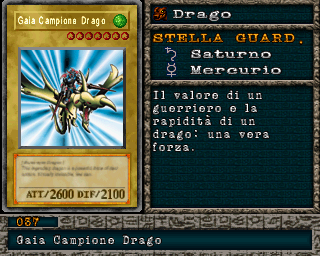 Gaia Campione Drago
ATT/2600 DIF/2100
Drago
STELLA GUARD.
Saturno
Mercurio
Il valore di un
guerriero e la
rapidità di un
drago: una vera
forza.
037
Gaia Campione Drago